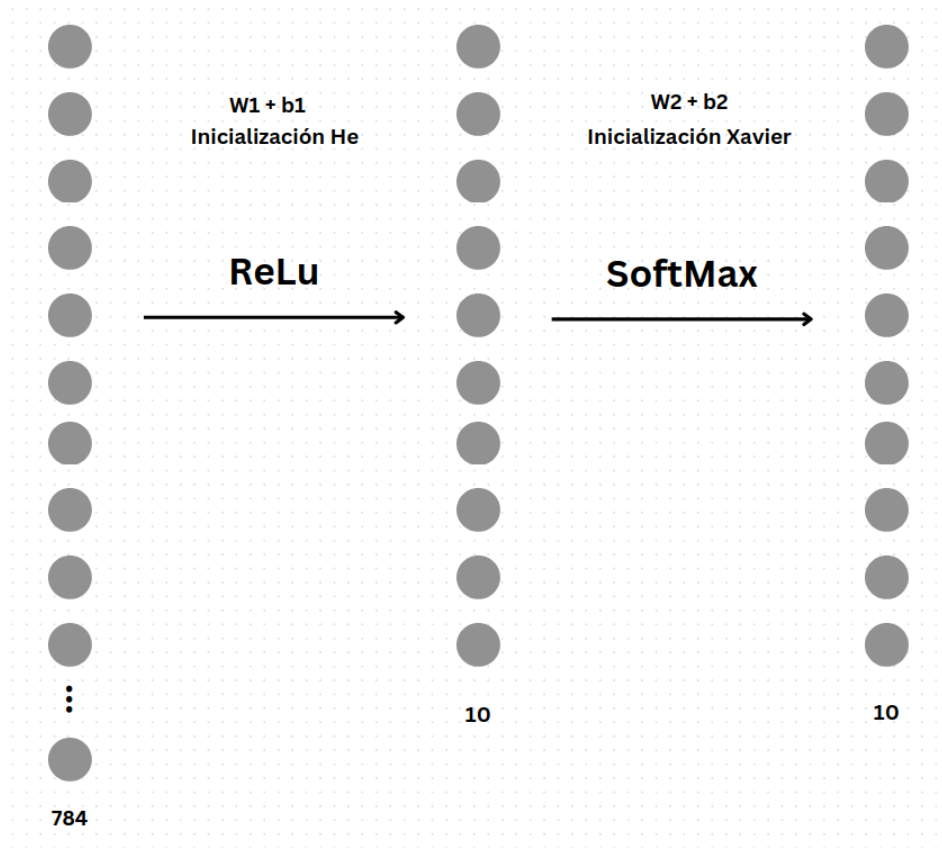 W1 + b1
Inicialización He
ReLu
W2 + b2
Inicialización Xavier
SoftMax
784
10
10